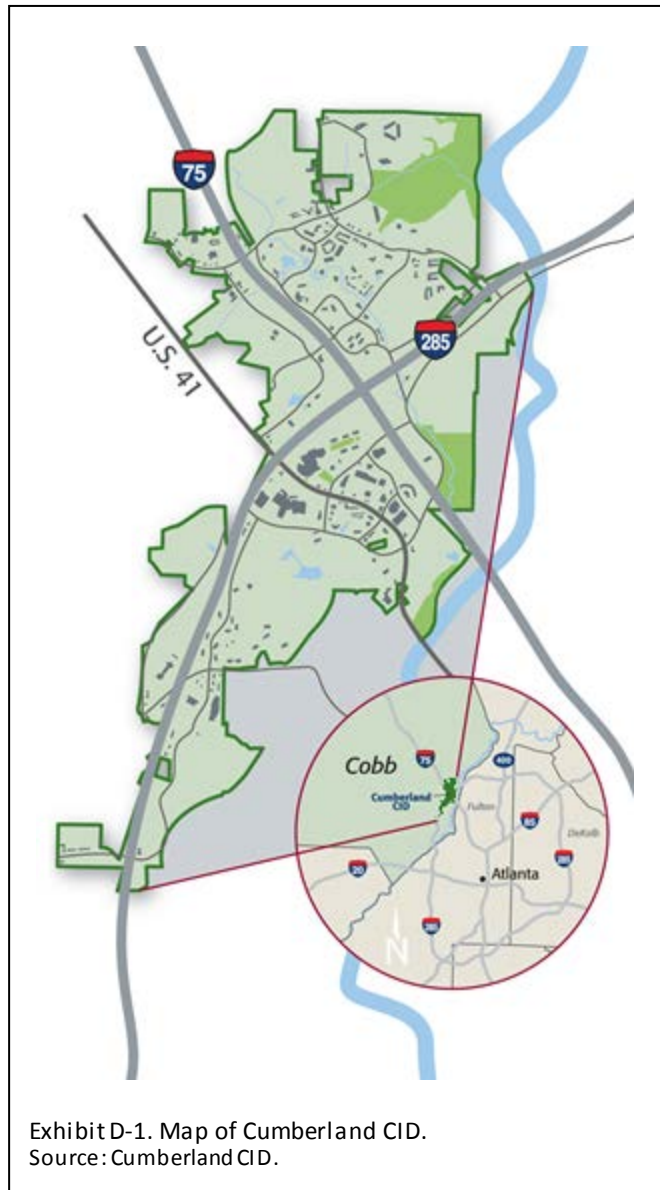 75
285
U.S. 41
Cobb
75
400
Cumberland
CID
Fulton
85
DeKalb
285
20
Atlanta
285
N
Exhibit D-1. Map of Cumberland CID.
Source: Cumberland CID.